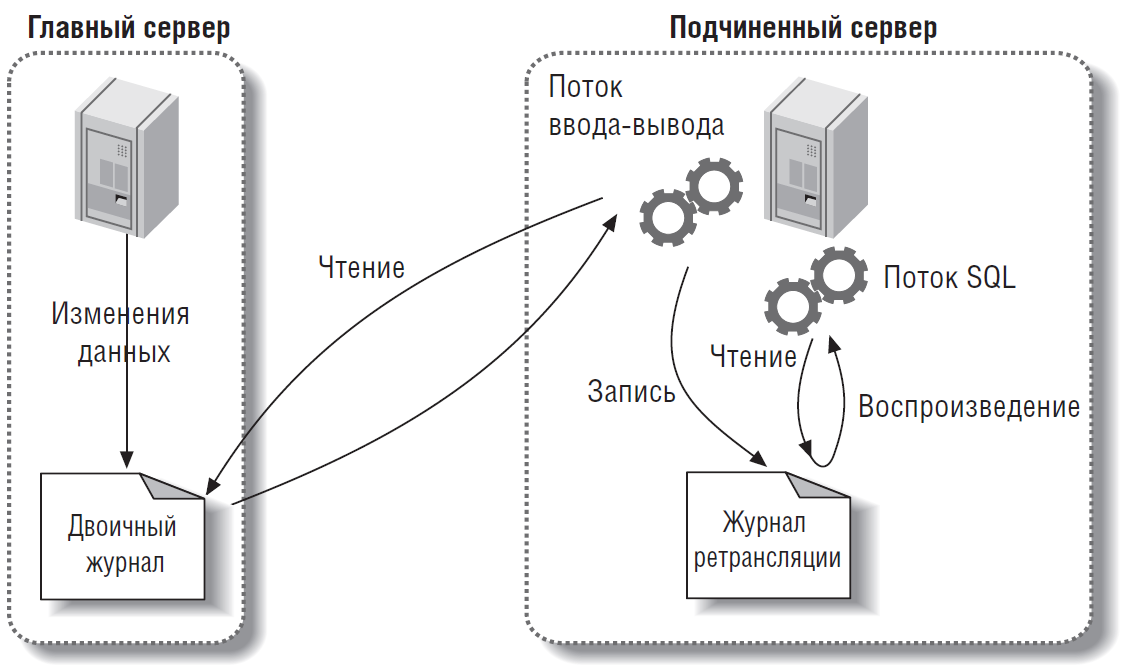 Главный сервер
Изменения
данных
Двоичный
журнал
Чтение
Подчиненный сервер
Поток
ввода-вывода
Поток SQL
Чтение
Запись
Воспроизведение
Журнал
ретрансляции